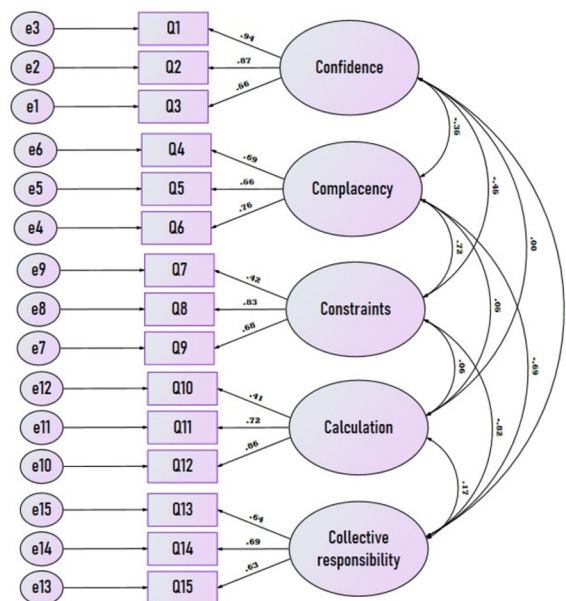 e3 Q1 .94
e2 Q2 .87 Confidence
e1 Q3 .66
-.36
e6 Q4 .69
-.46
e5 Q5 .66 Complacency
e4 Q6 .76
.00
.72
e9 Q7 .42
e8 Q8 .83 Constraints
.06
e7 Q9 .68
-.69
.06
e12 Q10 .41
e11 Q11 .72 Calculation
-.82
e10 Q12 .86
.17
e15 Q13 .64
e14 Q14 .69 Collective
responsibility
e13 Q15 .63